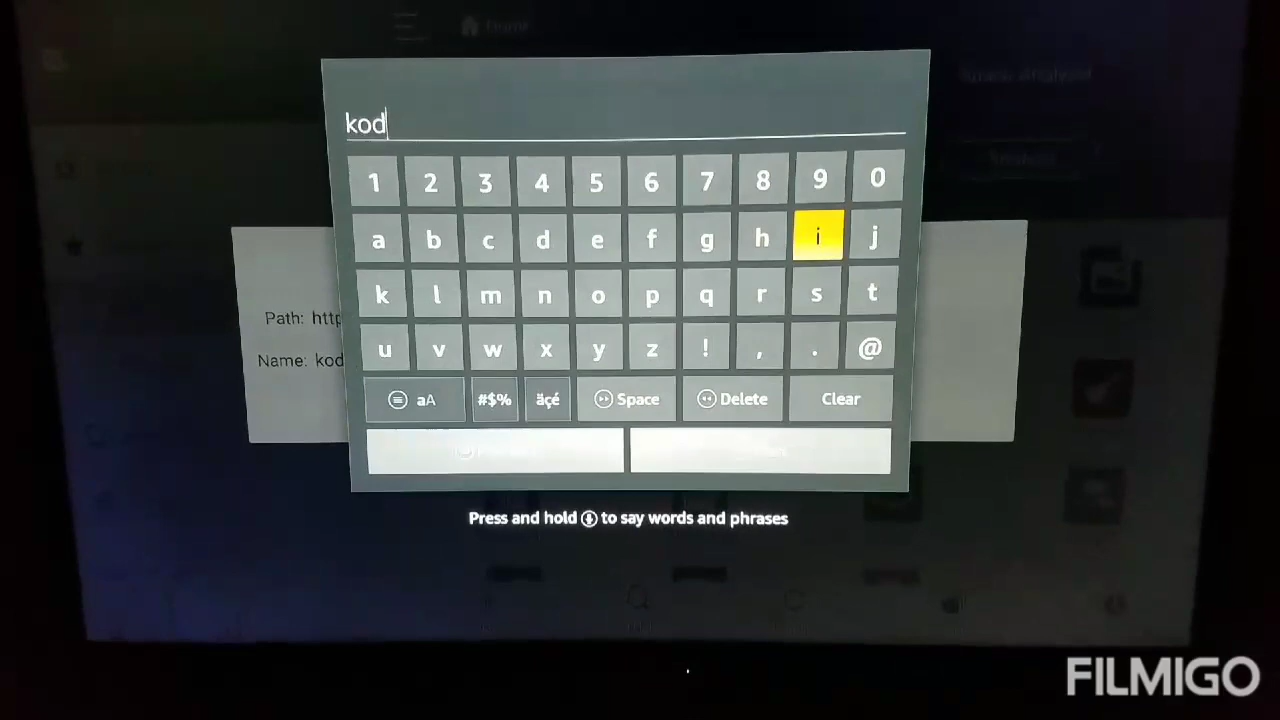 Home
kod
1 2 3 4 5 6 7 8 9 0
a b c d e f g h i j
k l m n o p q r s t
u v w x y z ! , . @
aA #$% äçé Space Delete Clear
Path: http
Name: kod
Press and hold to say words and phrases
FILMIGO